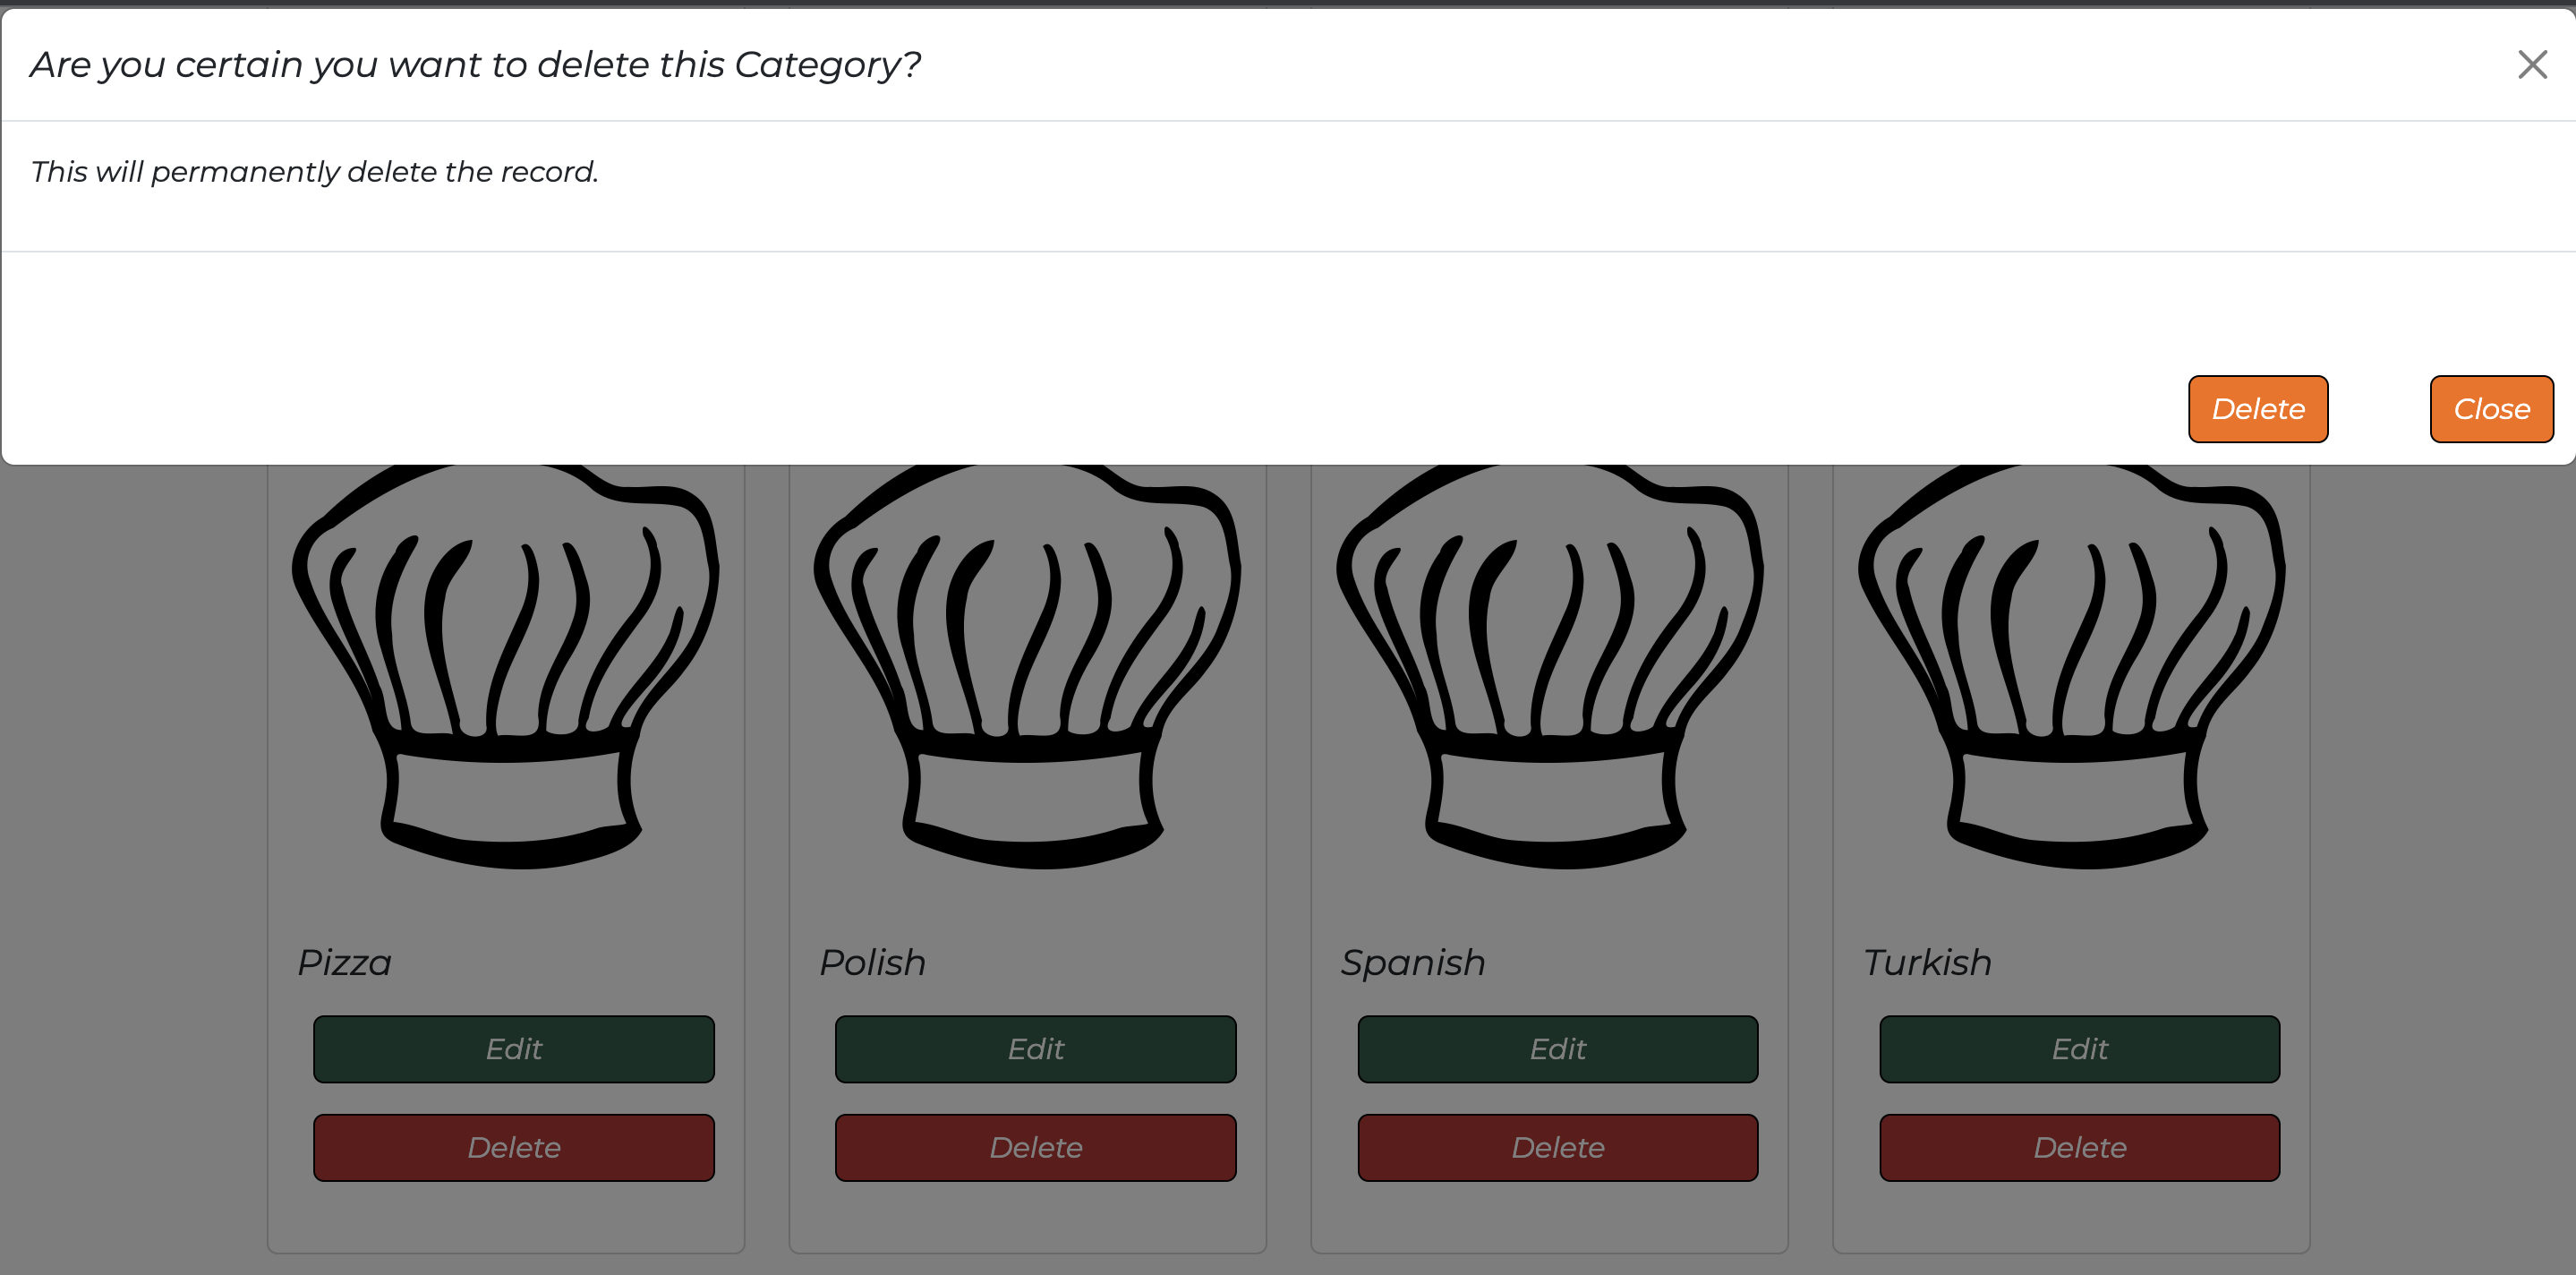 Are you certain you want to delete this Category?
This will permanently delete the record.
Delete Close
Pizza Polish Spanish Turkish
Edit Edit Edit Edit
Delete Delete Delete Delete